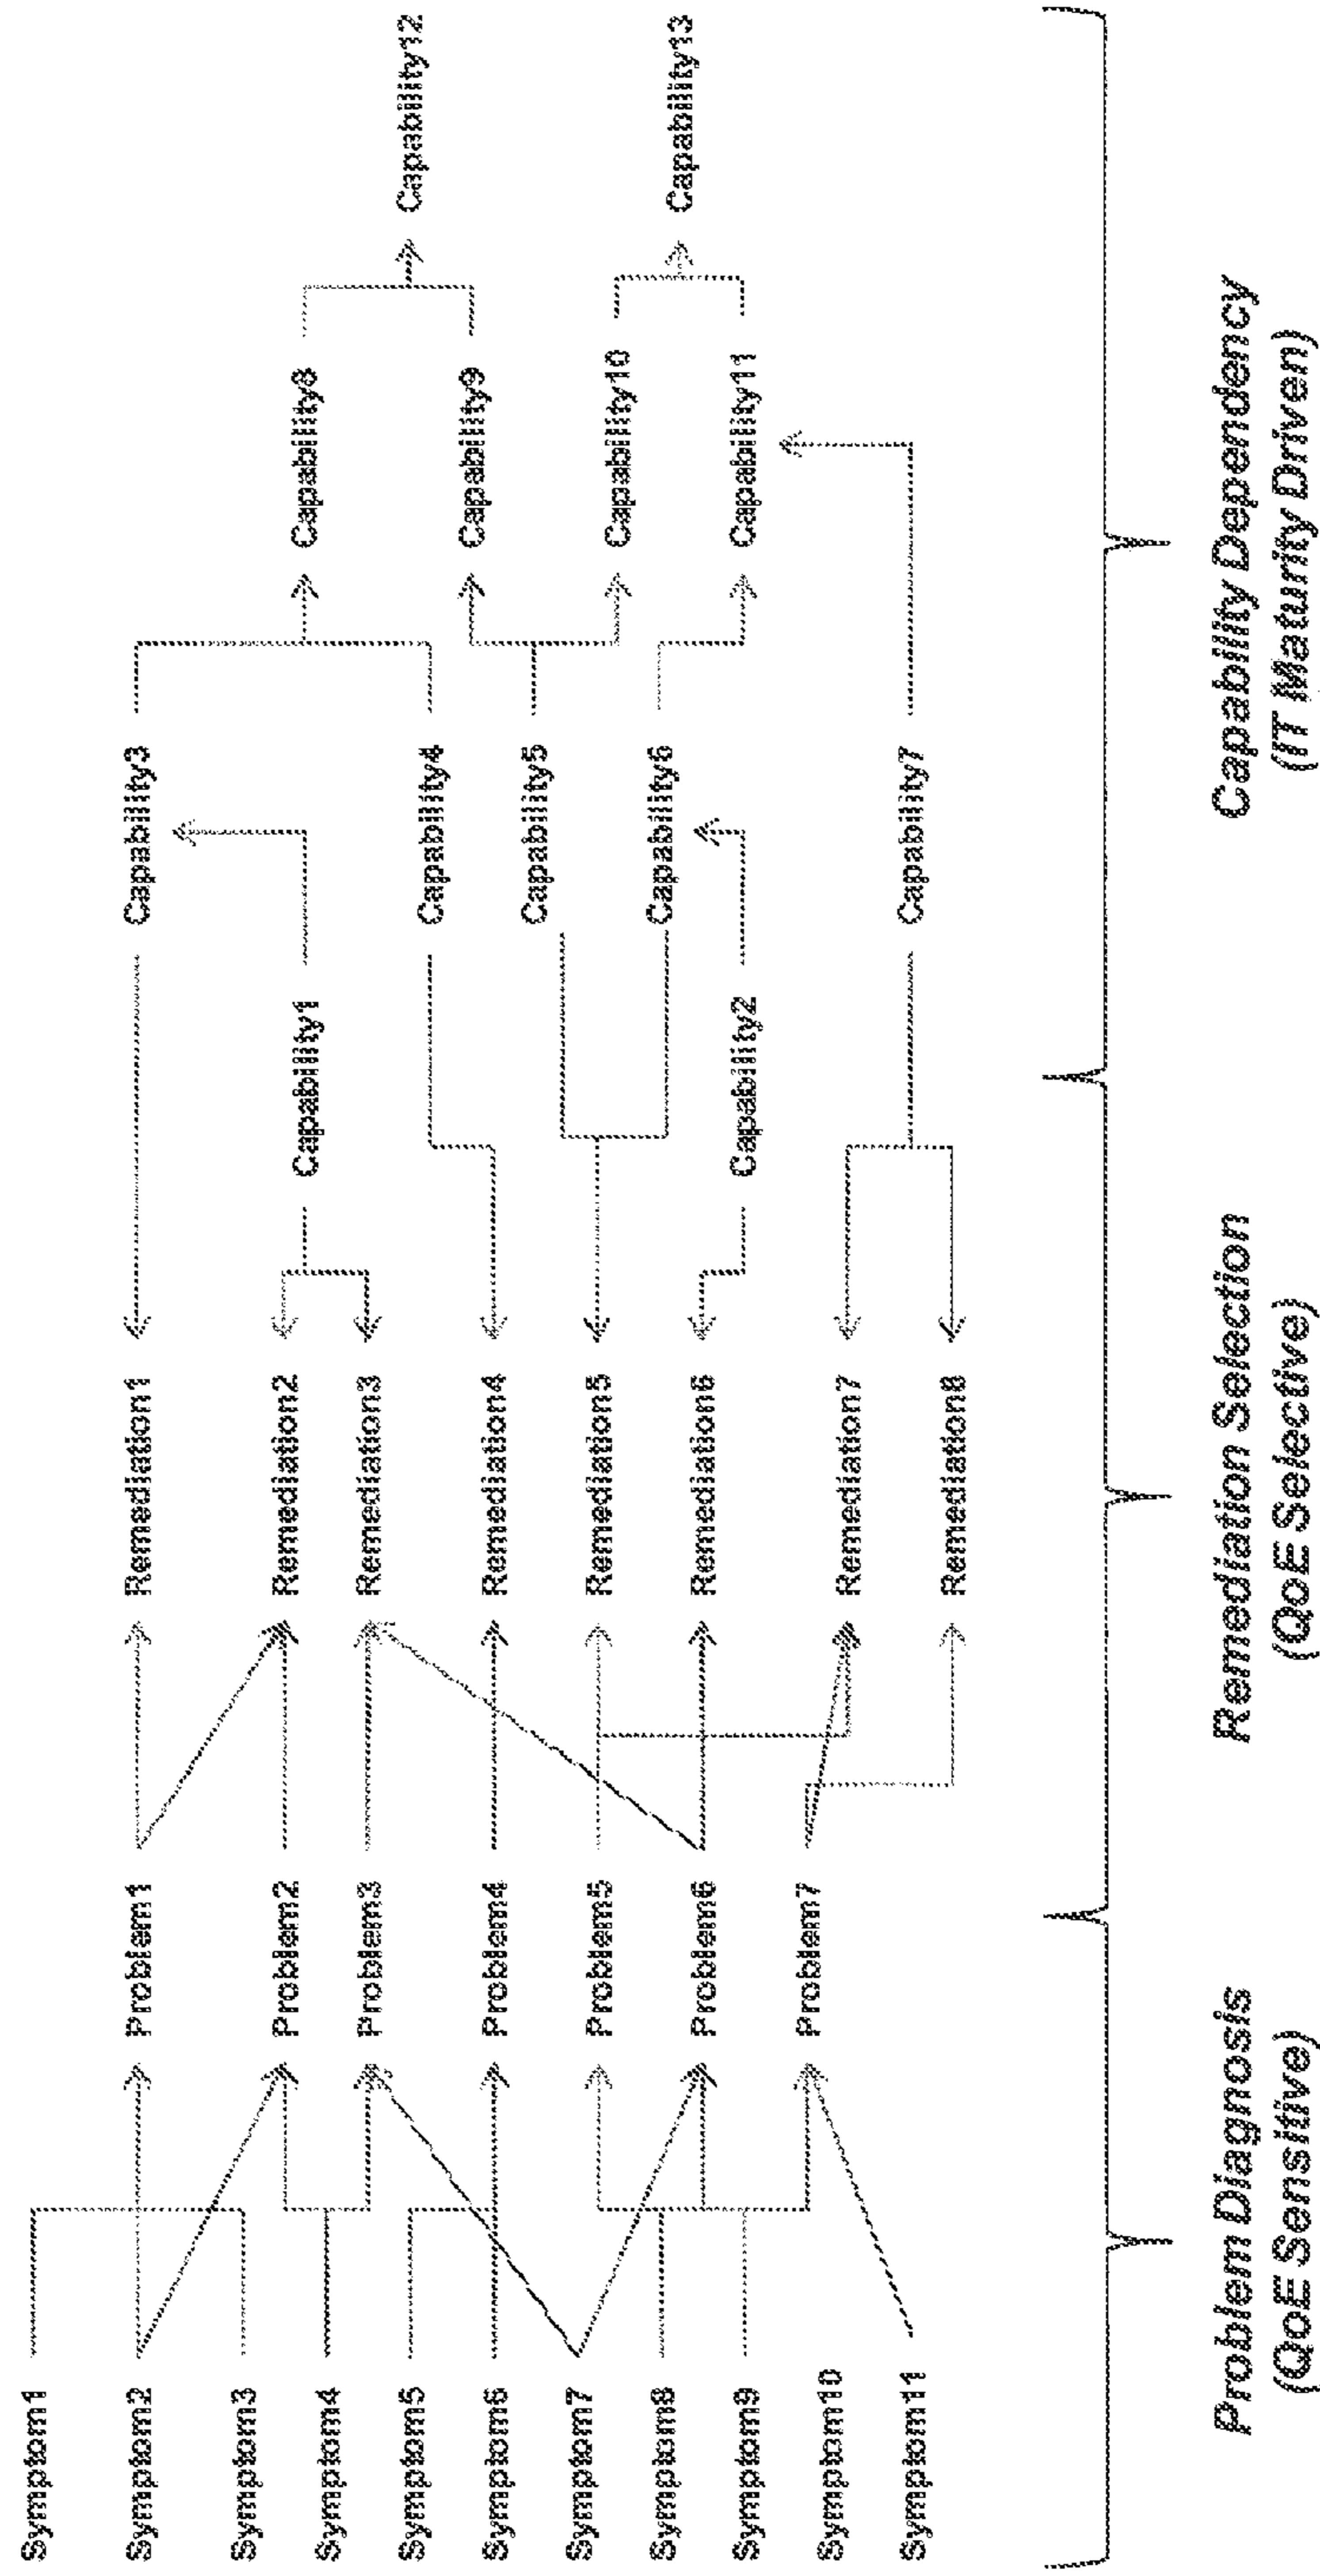 Symptom1
Symptom2
Symptom3
Symptom4
Symptom5
Symptom6
Symptom7
Symptom8
Symptom9
Symptom10
Symptom11
Problem1
Problem2
Problem3
Problem4
Problem5
Problem6
Problem7
Remediation1
Remediation2
Remediation3
Remediation4
Remediation5
Remediation6
Remediation7
Remediation8
Capability1
Capability2
Capability3
Capability4
Capability5
Capability6
Capability7
Capability8
Capability9
Capability10
Capability11
Capability12
Capability13
Problem Diagnosis
(QoE Sensitive)
Remediation Selection
(QoE Selective)
Capability Dependency
(IT Maturity Driven)